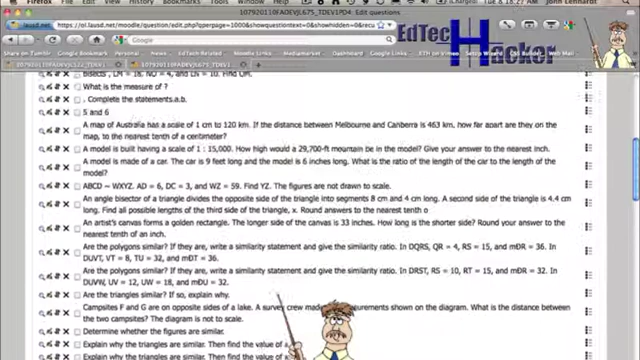 Firefox File Edit
John Lennhardt
107920110FADEVJL675_TDEV1PD4: Edit questions
EdTech Hacker
bisects , LM = 18, NO = 4, and LN = 10. Find OM.
What is the measure of ?
. Complete the statements.a.b.
5 and 6
A map of Australia has a scale of 1 cm to 120 km. If the distance between Melbourne and Canberra is 463 km, how far apart are they on the
map, to the nearest tenth of a centimeter?
A model is built having a scale of 1 : 15,000. How high would a 29,700-ft mountain be in the model? Give your answer to the nearest inch.
A model is made of a car. The car is 9 feet long and the model is 6 inches long. What is the ratio of the length of the car to the length of the
model?
ABCD ~ WXYZ. AD = 6, DC = 3, and WZ = 59. Find YZ. The figures are not drawn to scale.
An angle bisector of a triangle divides the opposite side of the triangle into segments 8 cm and 4 cm long. A second side of the triangle is 4.4 cm
long. Find all possible lengths of the third side of the triangle, x. Round answers to the nearest tenth o
An artist's canvas forms a golden rectangle. The longer side of the canvas is 33 inches. How long is the shorter side? Round your answer to the
nearest tenth of an inch.
Are the polygons similar? If they are, write a similarity statement and give the similarity ratio. In DQRS, QR = 4, RS = 15, and mDR = 36. In
DUVT, VT = 8, TU = 32, and mDT = 36.
Are the polygons similar? If they are, write a similarity statement and give the similarity ratio. In DRST, RS = 10, RT = 15, and mDR = 32. In
DUVW, UV = 12, UW = 18, and mDU = 32.
Are the triangles similar? If so, explain why.
Campsites F and G are on opposites sides of a lake. A survey crew made urements shown on the diagram. What is the distance between
the two campsites? The diagram is not to scale.
Determine whether the figures are similar.
Explain why the triangles are similar. Then find the value of
Explain why the triangles are similar. Then find the value of